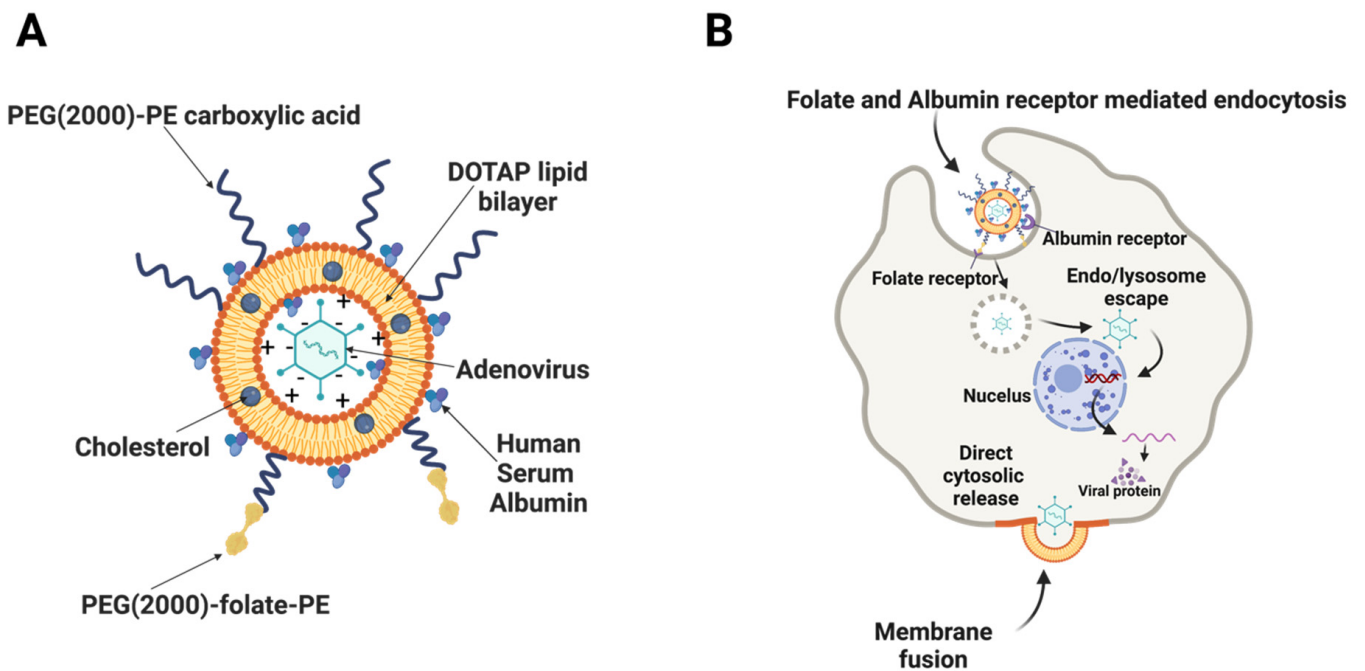 A
PEG(2000)-PE carboxylic acid
DOTAP lipid
bilayer
+
-
-
+
-
+
-
-
-
-
+
+
Adenovirus
Cholesterol
Human
Serum
Albumin
PEG(2000)-folate-PE
B
Folate and Albumin receptor mediated endocytosis
Albumin receptor
Folate receptor
Endo/lysosome
escape
Nucelus
Direct
cytosolic
release
Viral protein
Membrane
fusion